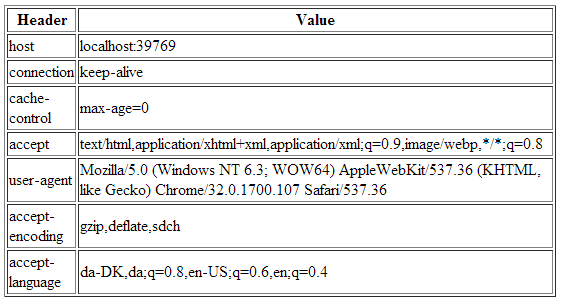 Header Value
host localhost:39769
connection keep-alive
cache-
control max-age=0
accept text/html,application/xhtml+xml,application/xml;q=0.9,image/webp,*/*;q=0.8
user-agent Mozilla/5.0 (Windows NT 6.3; WOW64) AppleWebKit/537.36 (KHTML,
like Gecko) Chrome/32.0.1700.107 Safari/537.36
accept-
encoding gzip,deflate,sdch
accept-
language da-DK,da;q=0.8,en-US;q=0.6,en;q=0.4